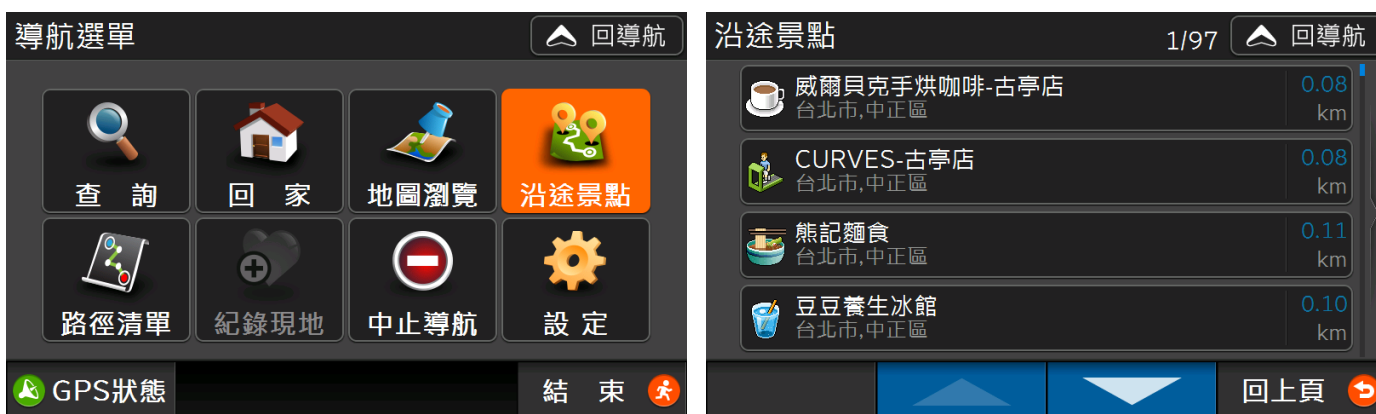 導航選單
回導航
查 詢
回 家
地圖瀏覽
沿途景點
路徑清單
紀錄現地
中止導航
設 定
GPS狀態
結 束
沿途景點
1/97
回導航
威爾貝克手烘咖啡-古亭店
台北市,中正區
0.08
km
CURVES-古亭店
台北市,中正區
0.08
km
熊記麵食
台北市,中正區
0.11
km
豆豆養生冰館
台北市,中正區
0.10
km
回上頁